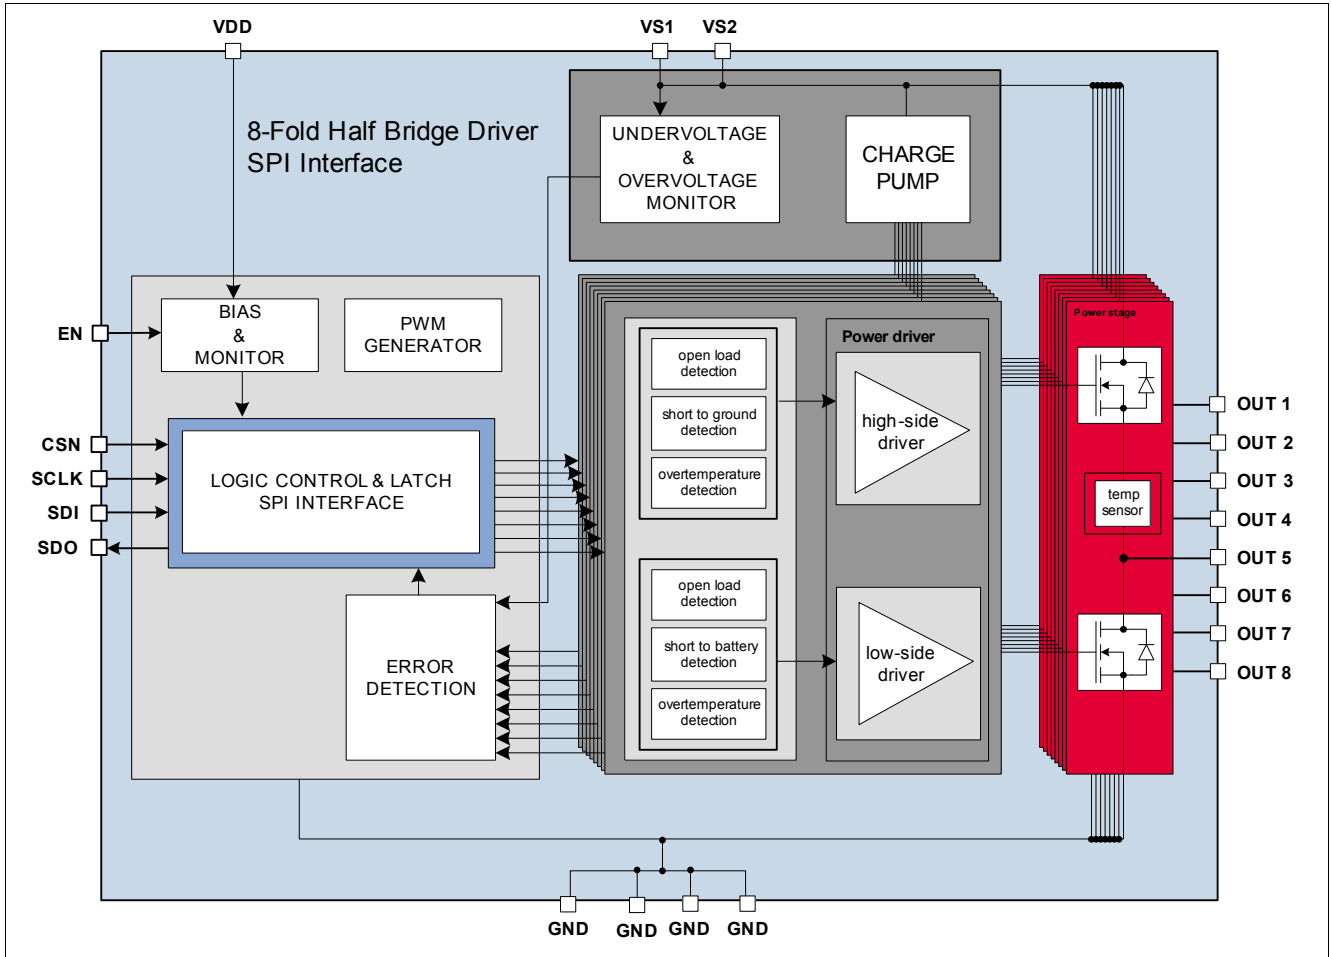 VDD
VS1
VS2
8-Fold Half Bridge Driver
SPI Interface
UNDERVOLTAGE
&
OVERVOLTAGE
MONITOR
CHARGE
PUMP
EN
BIAS
&
MONITOR
PWM
GENERATOR
CSN
SCLK
SDI
SDO
LOGIC CONTROL & LATCH
SPI INTERFACE
ERROR
DETECTION
open load
detection
short to ground
detection
overtemperature
detection
open load
detection
short to battery
detection
overtemperature
detection
Power driver
high-side
driver
low-side
driver
Power stage
temp
sensor
OUT 1
OUT 2
OUT 3
OUT 4
OUT 5
OUT 6
OUT 7
OUT 8
GND
GND
GND
GND